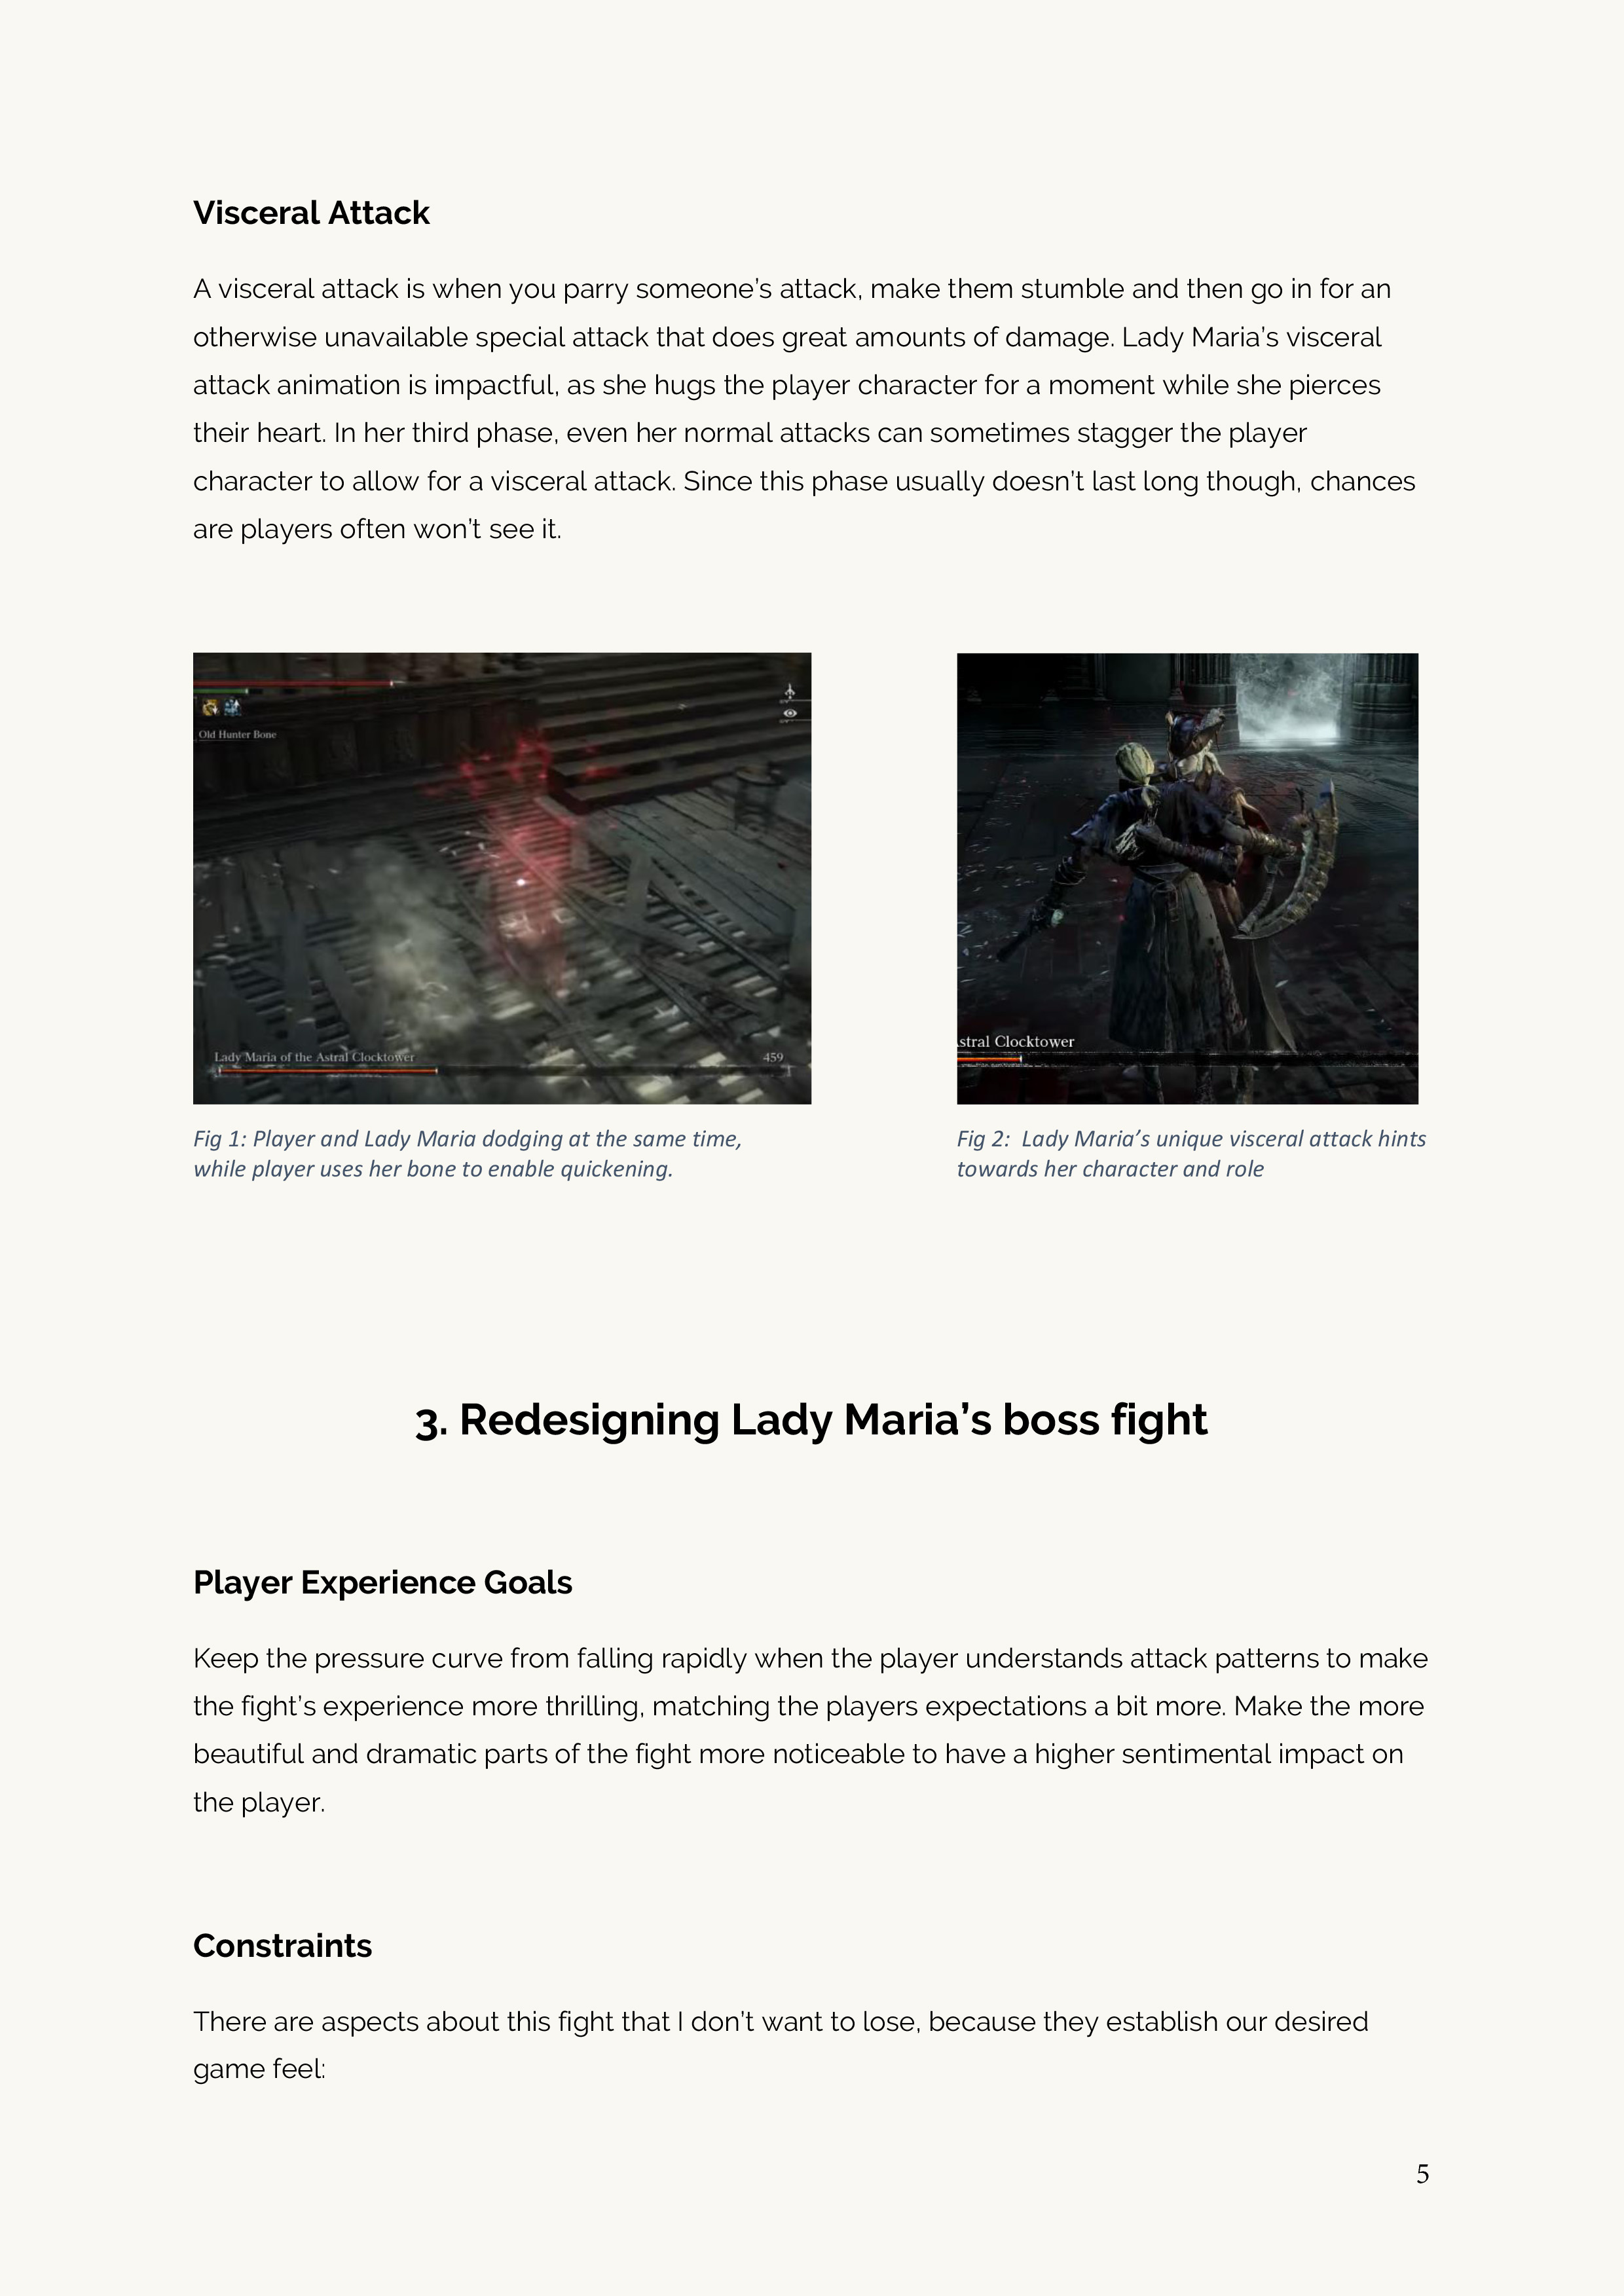 Visceral Attack
A visceral attack is when you parry someone’s attack, make them stumble and then go in for an
otherwise unavailable special attack that does great amounts of damage. Lady Maria’s visceral
attack animation is impactful, as she hugs the player character for a moment while she pierces
their heart. In her third phase, even her normal attacks can sometimes stagger the player
character to allow for a visceral attack. Since this phase usually doesn’t last long though, chances
are players often won’t see it.
Old Hunter Bone
Lady Maria of the Astral Clocktower 459
stral Clocktower
Fig 1: Player and Lady Maria dodging at the same time,
while player uses her bone to enable quickening.
Fig 2:  Lady Maria’s unique visceral attack hints
towards her character and role
3. Redesigning Lady Maria’s boss fight
Player Experience Goals
Keep the pressure curve from falling rapidly when the player understands attack patterns to make
the fight’s experience more thrilling, matching the players expectations a bit more. Make the more
beautiful and dramatic parts of the fight more noticeable to have a higher sentimental impact on
the player.
Constraints
There are aspects about this fight that I don’t want to lose, because they establish our desired
game feel:
5